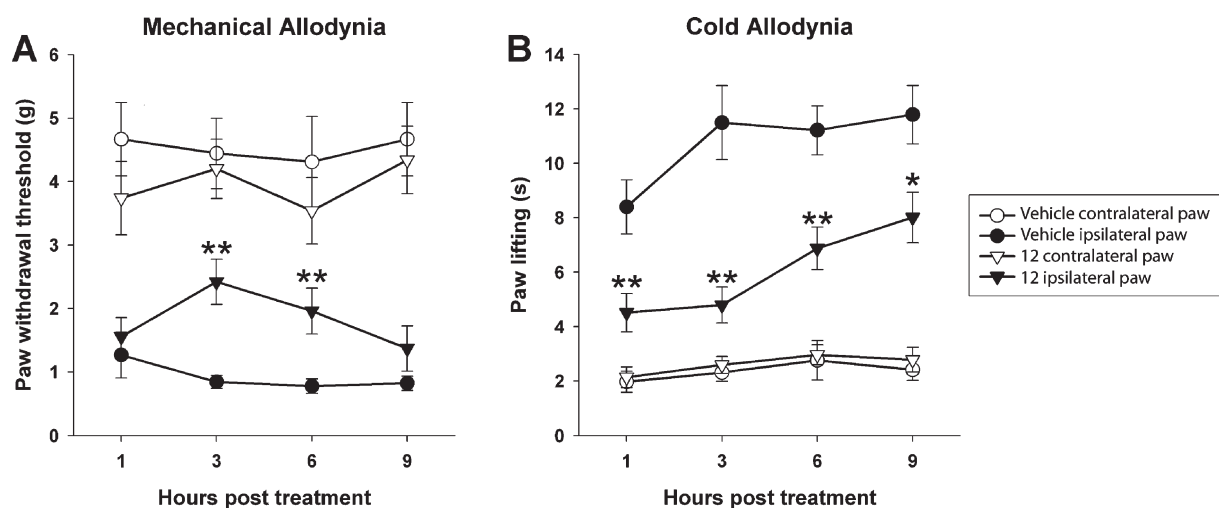 A
Mechanical Allodynia
Paw withdrawal threshold (g)
6
5
4
3
2
1
0
**
**
1 3 6 9
Hours post treatment
B
Cold Allodynia
Paw lifting (s)
14
12
10
8
6
4
2
0
**
**
**
*
1 3 6 9
Hours post treatment
Vehicle contralateral paw
Vehicle ipsilateral paw
12 contralateral paw
12 ipsilateral paw